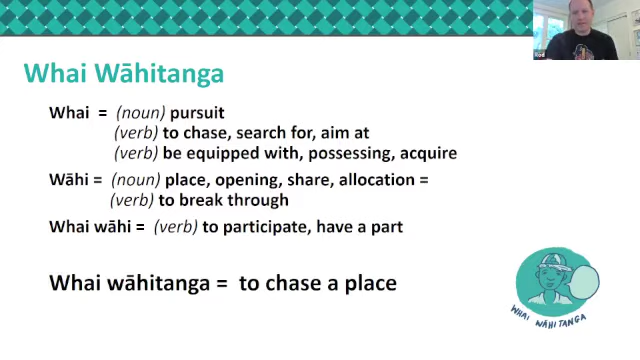 Whai Wāhitanga
Whai = (noun) pursuit
(verb) to chase, search for, aim at
(verb) be equipped with, possessing, acquire
Wāhi = (noun) place, opening, share, allocation =
(verb) to break through
Whai wāhi = (verb) to participate, have a part
Whai wāhitanga = to chase a place
WHAI WĀHITANGA
Rod